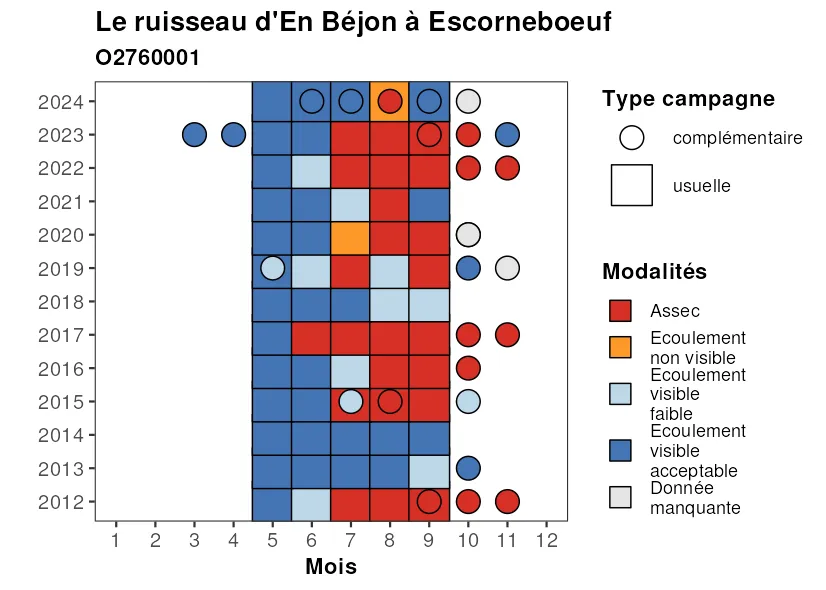 Le ruisseau d'En Béjon à Escorneboeuf
O2760001
2024
2023
2022
2021
2020
2019
2018
2017
2016
2015
2014
2013
2012
1 2 3 4 5 6 7 8 9 10 11 12
Mois
Type campagne
complémentaire
usuelle
Modalités
Assec
Ecoulement
non visible
Ecoulement
visible
faible
Ecoulement
visible
acceptable
Donnée
manquante